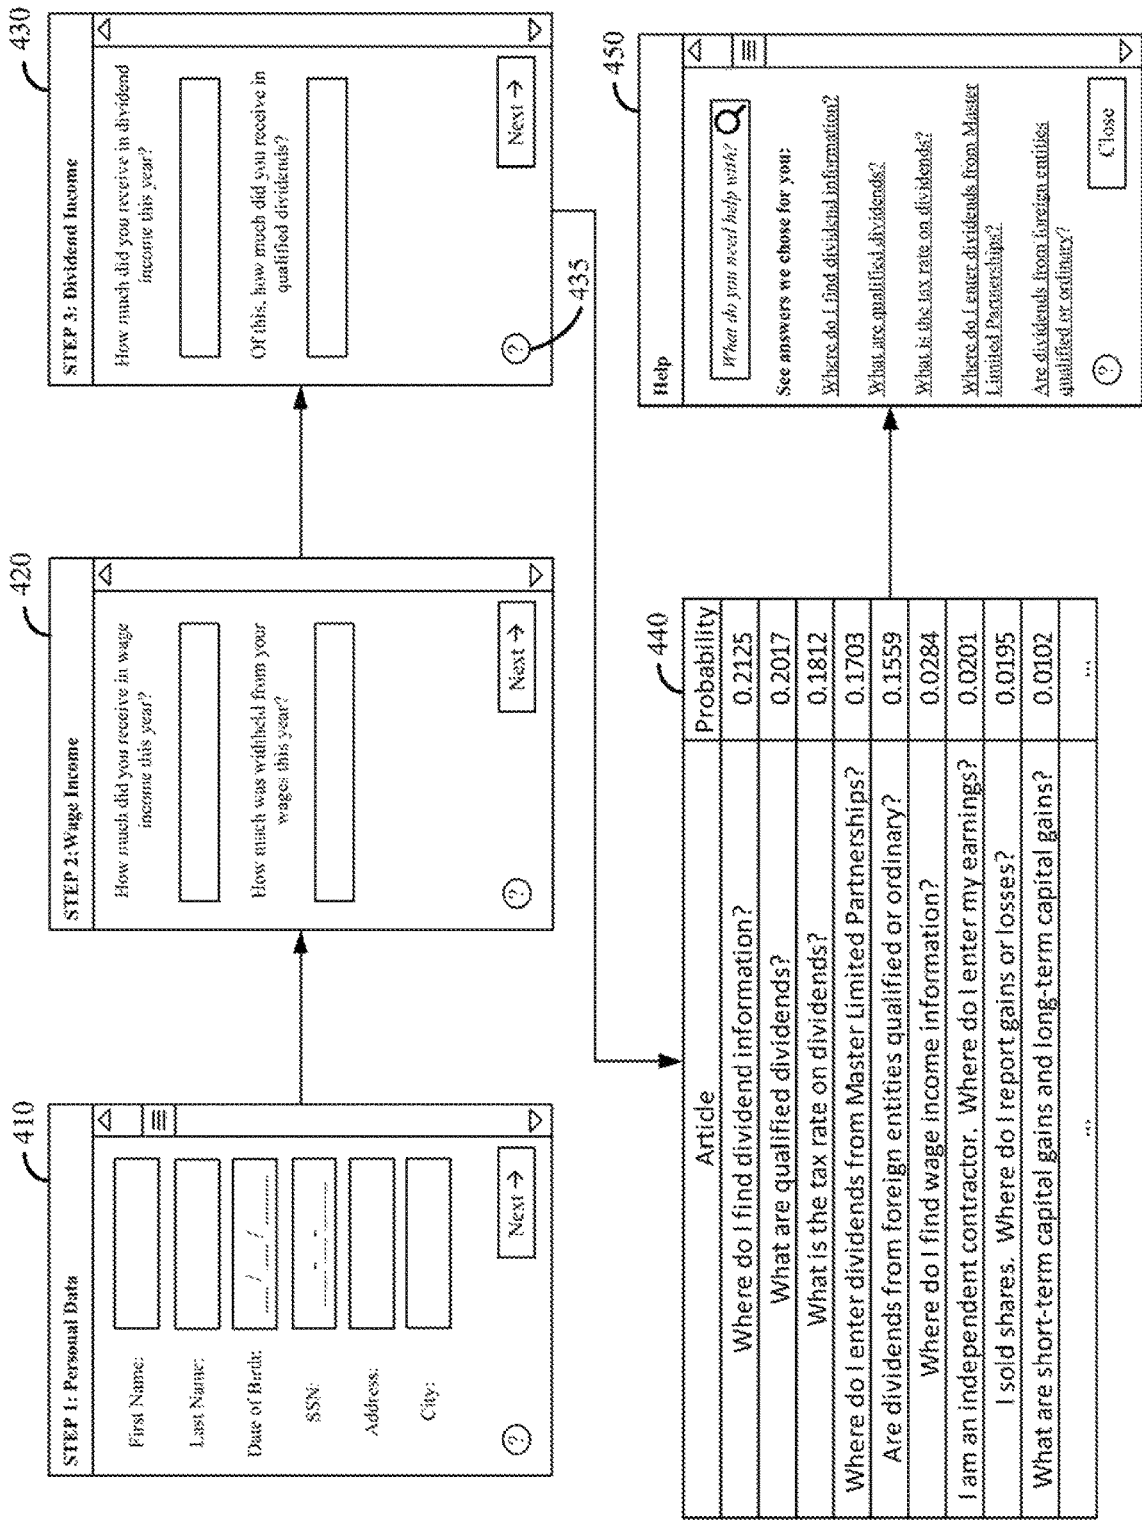 410
STEP 1: Personal Data
First Name:
Last Name:
Date of Birth:
/ /
SSN:
- -
Address:
City:
?
Next →
420
STEP 2:Wage Income
How much did you receive in wage
income this year?
How much was withheld from your
wages this year?
?
Next →
430
STEP 3: Dividend Income
How much did you receive in dividend
income this year?
Of this, how much did you receive in
qualified dividends?
?
Next →
435
440
Article Probability
Where do I find dividend information? 0.2125
What are qualified dividends? 0.2017
What is the tax rate on dividends? 0.1812
Where do I enter dividends from Master Limited Partnerships? 0.1703
Are dividends from foreign entities qualified or ordinary? 0.1559
Where do I find wage income information? 0.0284
I am an independent contractor. Where do I enter my earnings? 0.0201
I sold shares. Where do I report gains or losses? 0.0195
What are short-term capital gains and long-term capital gains? 0.0102
... ...
450
Help
What do you need help with?
See answers we chose for you:
Where do I find dividend information?
What are qualified dividends?
What is the tax rate on dividends?
Where do I enter dividends from Master
Limited Partnerships?
Are dividends from foreign entities
qualified or ordinary?
?
Close